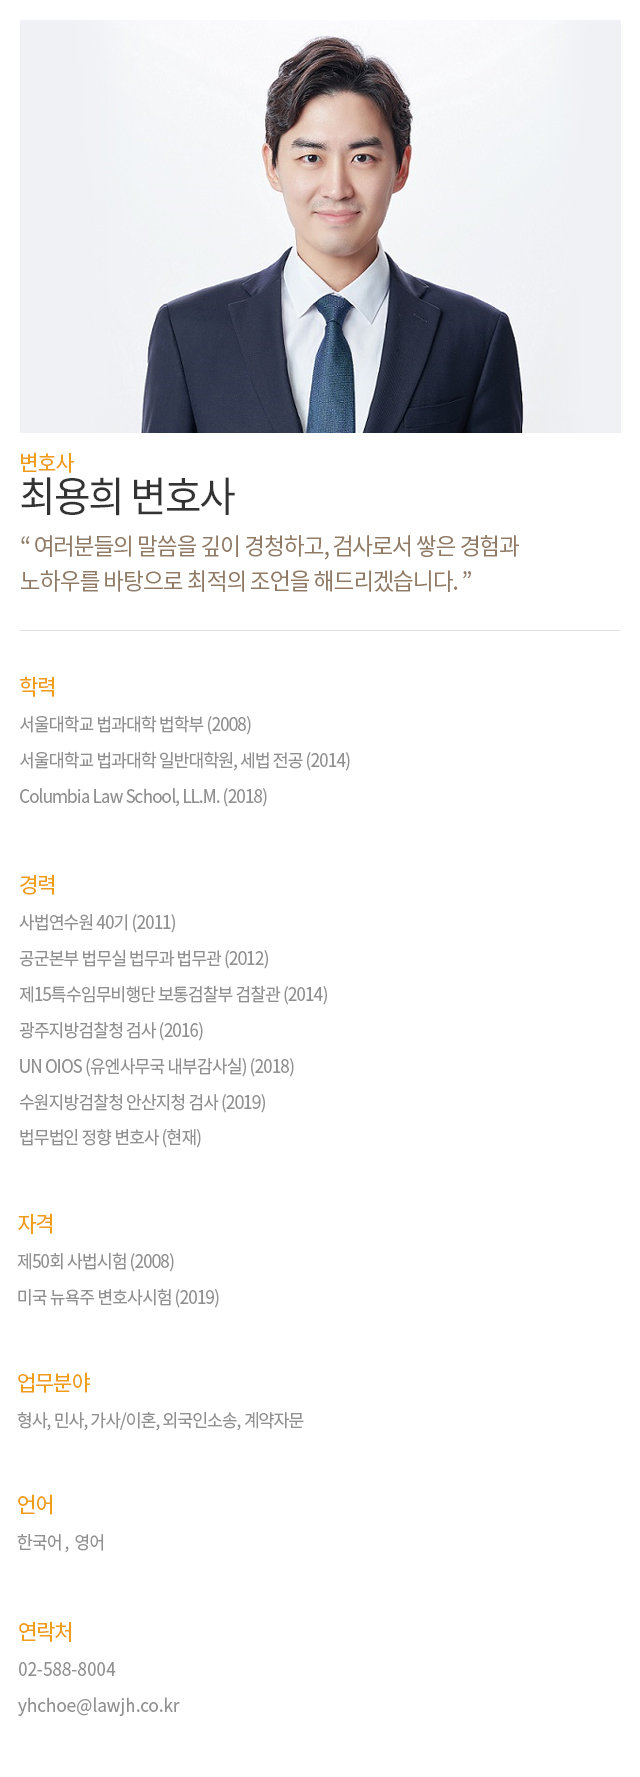 변호사
최용희 변호사
“ 여러분들의 말씀을 깊이 경청하고, 검사로서 쌓은 경험과
노하우를 바탕으로 최적의 조언을 해드리겠습니다. ”
학력
서울대학교 법과대학 법학부 (2008)
서울대학교 법과대학 일반대학원, 세법 전공 (2014)
Columbia Law School, LL.M. (2018)
경력
사법연수원 40기 (2011)
공군본부 법무실 법무과 법무관 (2012)
제15특수임무비행단 보통검찰부 검찰관 (2014)
광주지방검찰청 검사 (2016)
UN OIOS (유엔사무국 내부감사실) (2018)
수원지방검찰청 안산지청 검사 (2019)
법무법인 정향 변호사 (현재)
자격
제50회 사법시험 (2008)
미국 뉴욕주 변호사시험 (2019)
업무분야
형사, 민사, 가사/이혼, 외국인소송, 계약자문
언어
한국어 , 영어
연락처
02-588-8004
yhchoe@lawjh.co.kr